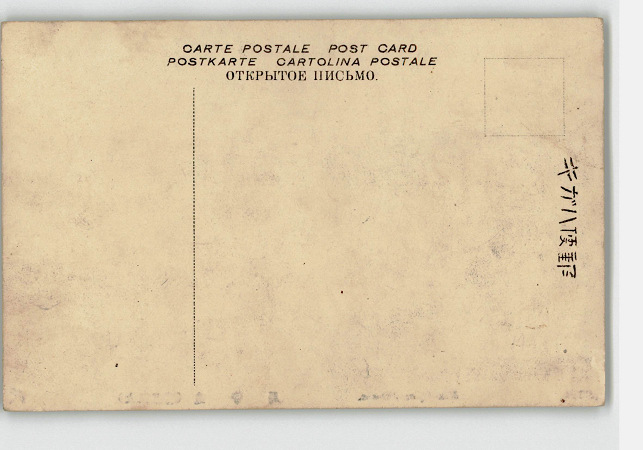 CARTE POSTALE POST CARD
POSTKARTE CARTOLINA POSTALE
ОТКРЫТОЕ ПИСЬМО.
郵便ハガキ